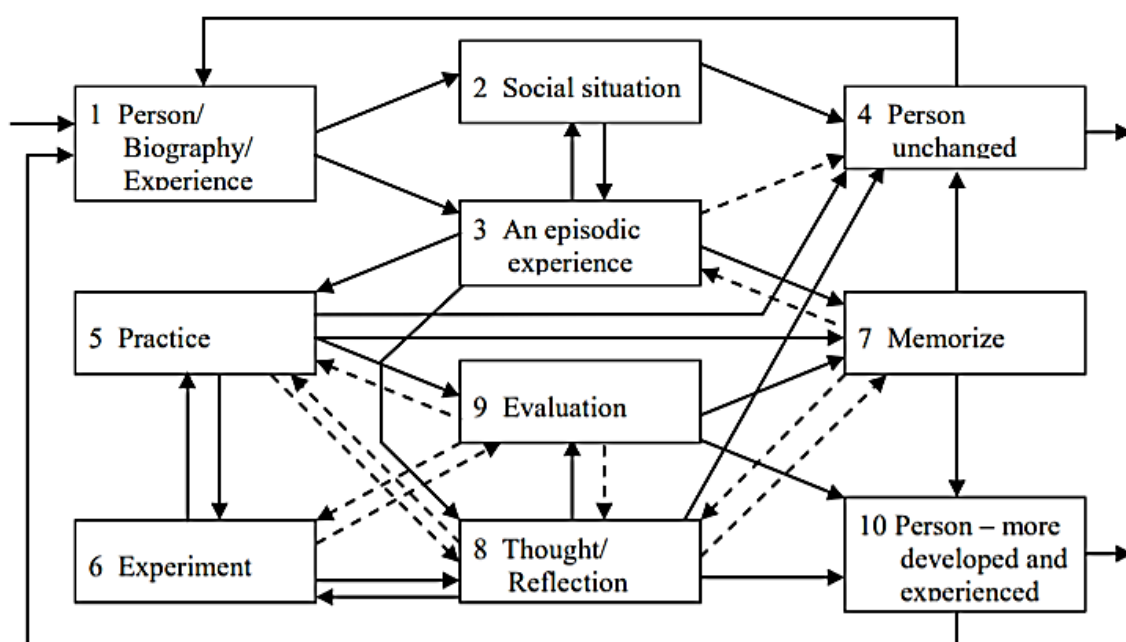 1 Person/
Biography/
Experience
2 Social situation
4 Person
unchanged
3 An episodic
experience
5 Practice
7 Memorize
9 Evaluation
6 Experiment
8 Thought/
Reflection
10 Person – more
developed and
experienced